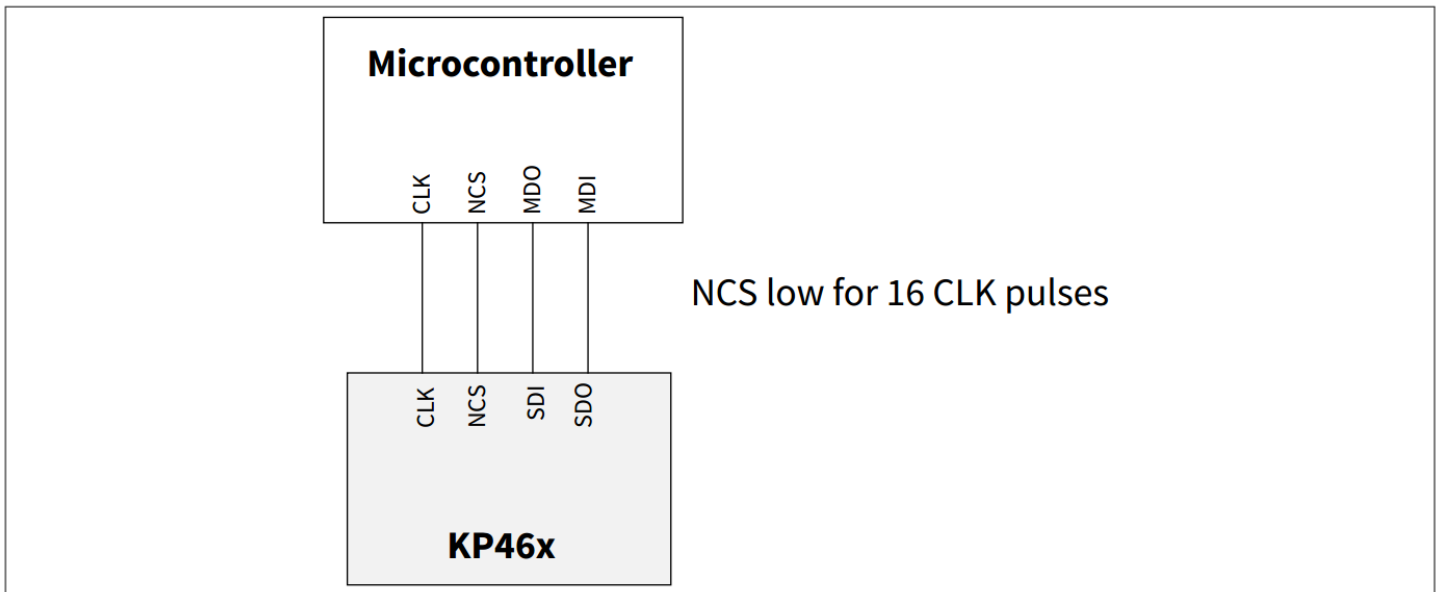 Microcontroller
CLK NCS MDO MDI
NCS low for 16 CLK pulses
CLK NCS SDI SDO
KP46x